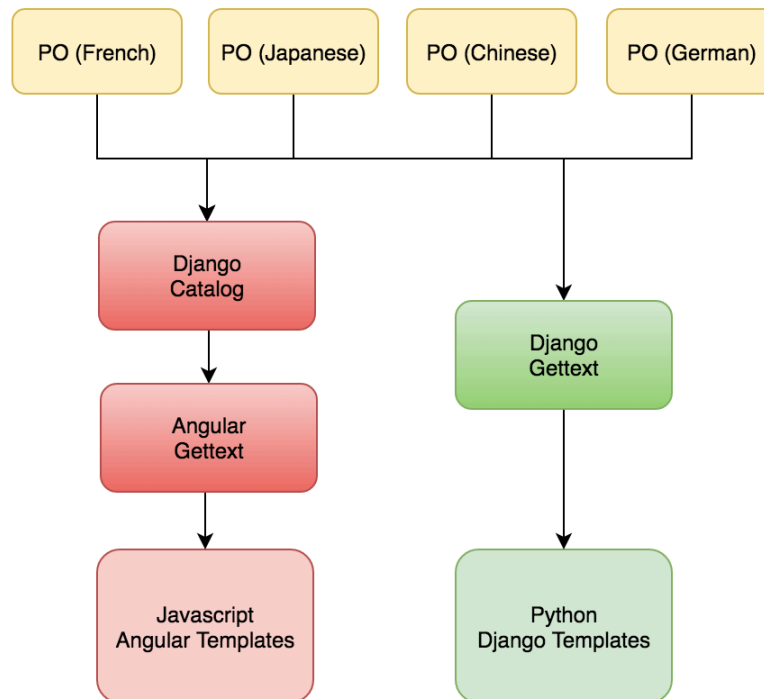 PO (French)
PO (Japanese)
PO (Chinese)
PO (German)
Django
Catalog
Django
Gettext
Angular
Gettext
Javascript
Angular Templates
Python
Django Templates